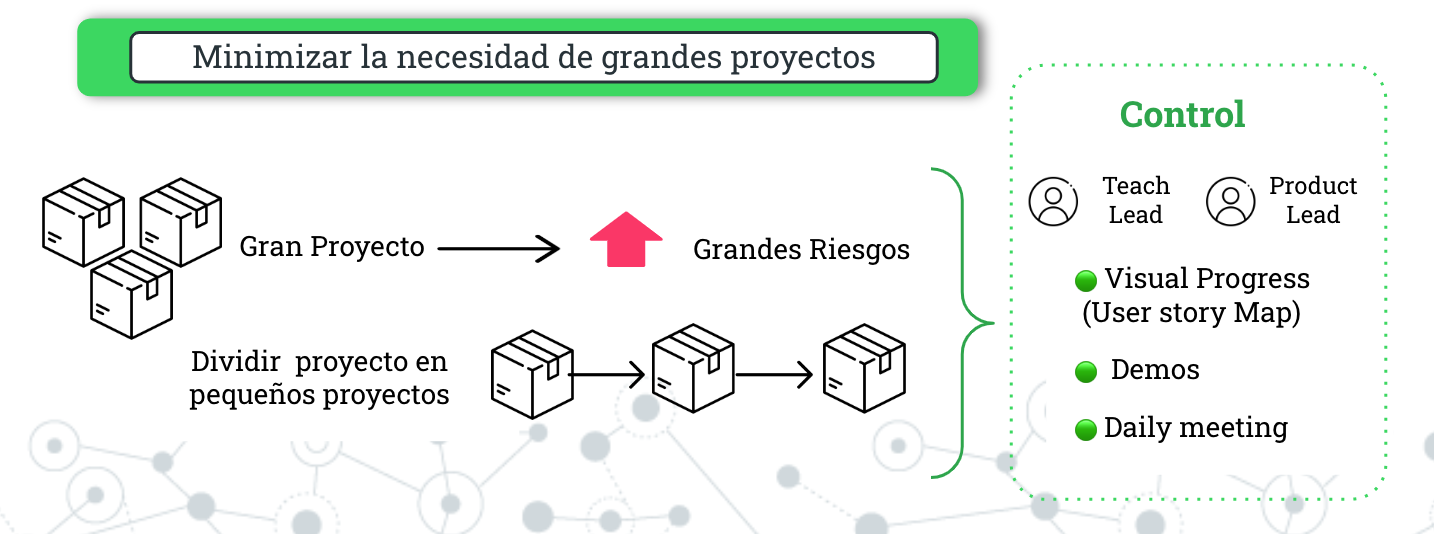 Minimizar la necesidad de grandes proyectos
Gran Proyecto
Grandes Riesgos
Dividir proyecto en
pequeños proyectos
Control
Teach
Lead
Product
Lead
Visual Progress
(User story Map)
Demos
Daily meeting